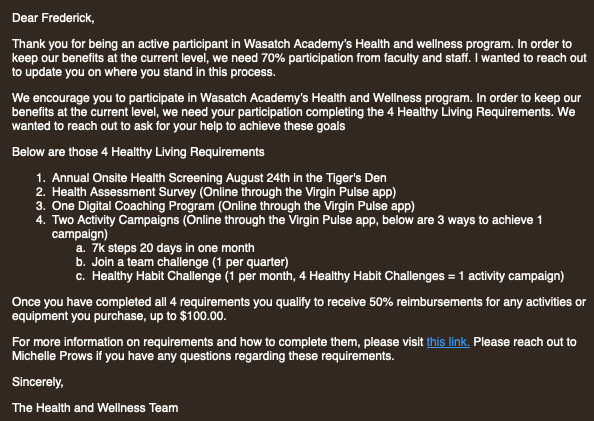 Dear Frederick,
Thank you for being an active participant in Wasatch Academy's Health and wellness program. In order to
keep our benefits at the current level, we need 70% participation from faculty and staff. I wanted to reach out
to update you on where you stand in this process.
We encourage you to participate in Wasatch Academy's Health and Wellness program. In order to keep our
benefits at the current level, we need your participation completing the 4 Healthy Living Requirements. We
wanted to reach out to ask for your help to achieve these goals
Below are those 4 Healthy Living Requirements
1. Annual Onsite Health Screening August 24th in the Tiger's Den
2. Health Assessment Survey (Online through the Virgin Pulse app)
3. One Digital Coaching Program (Online through the Virgin Pulse app)
4. Two Activity Campaigns (Online through the Virgin Pulse app, below are 3 ways to achieve 1
campaign)
a. 7k steps 20 days in one month
b. Join a team challenge (1 per quarter)
c. Healthy Habit Challenge (1 per month, 4 Healthy Habit Challenges = 1 activity campaign)
Once you have completed all 4 requirements you qualify to receive 50% reimbursements for any activities or
equipment you purchase, up to $100.00.
For more information on requirements and how to complete them, please visit this link. Please reach out to
Michelle Prows if you have any questions regarding these requirements.
Sincerely,
The Health and Wellness Team